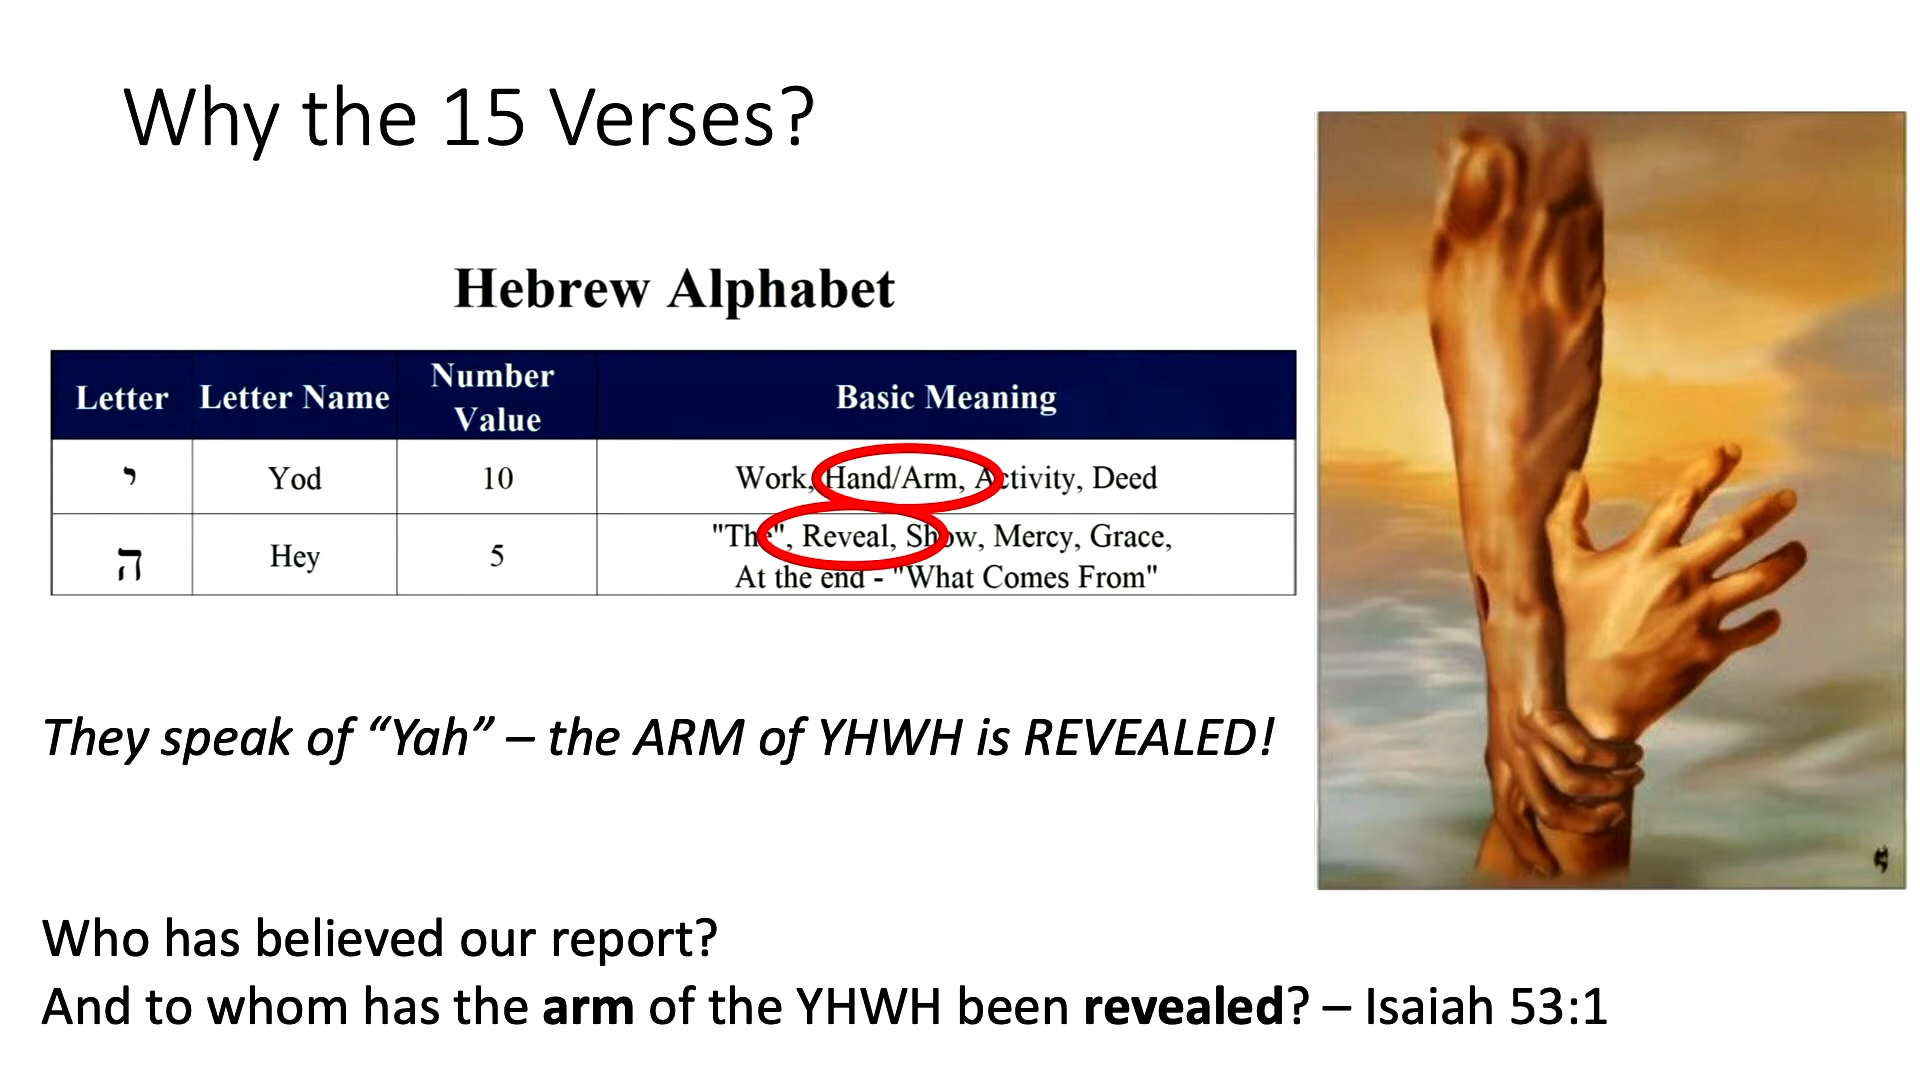 Why the 15 Verses?
Hebrew Alphabet
Letter Letter Name Number Value Basic Meaning
י Yod 10 Work, Hand/Arm, Activity, Deed
ה Hey 5 "The", Reveal, Show, Mercy, Grace,
At the end - "What Comes From"
They speak of “Yah” – the ARM of YHWH is REVEALED!
Who has believed our report?
And to whom has the arm of the YHWH been revealed? – Isaiah 53:1